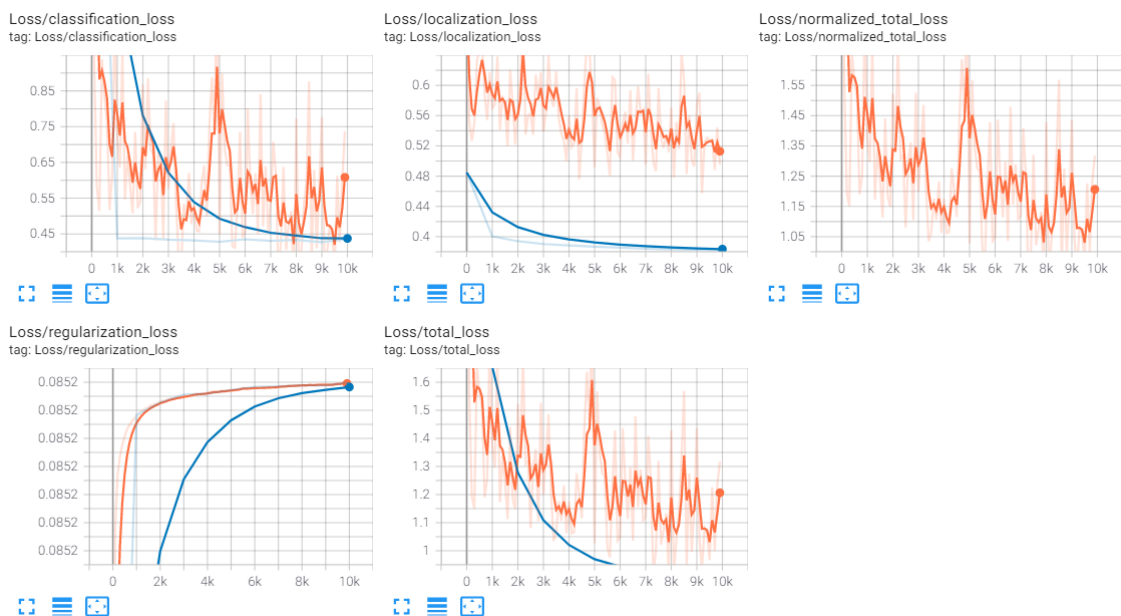 Loss/classification_loss
tag: Loss/classification_loss
0.85
0.75
0.65
0.55
0.45
0 1k 2k 3k 4k 5k 6k 7k 8k 9k 10k
Loss/localization_loss
tag: Loss/localization_loss
0.6
0.56
0.52
0.48
0.44
0.4
0 1k 2k 3k 4k 5k 6k 7k 8k 9k 10k
Loss/normalized_total_loss
tag: Loss/normalized_total_loss
1.55
1.45
1.35
1.25
1.15
1.05
0 1k 2k 3k 4k 5k 6k 7k 8k 9k 10k
Loss/regularization_loss
tag: Loss/regularization_loss
0.0852
0.0852
0.0852
0.0852
0.0852
0.0852
0.0852
0 2k 4k 6k 8k 10k
Loss/total_loss
tag: Loss/total_loss
1.6
1.5
1.4
1.3
1.2
1.1
1
0 1k 2k 3k 4k 5k 6k 7k 8k 9k 10k